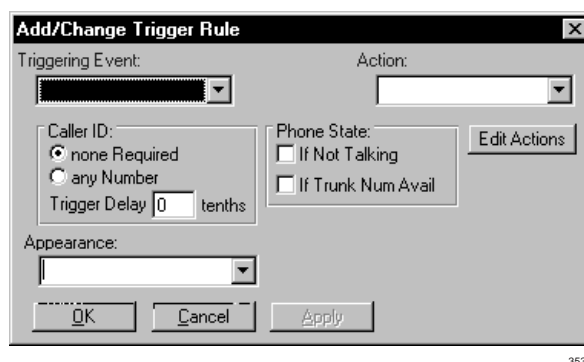 Add/Change Trigger Rule
Triggering Event:
Action:
Caller ID:
none Required
any Number
Trigger Delay 0 tenths
Phone State:
If Not Talking
If Trunk Num Avail
Edit Actions
Appearance:
OK
Cancel
Apply